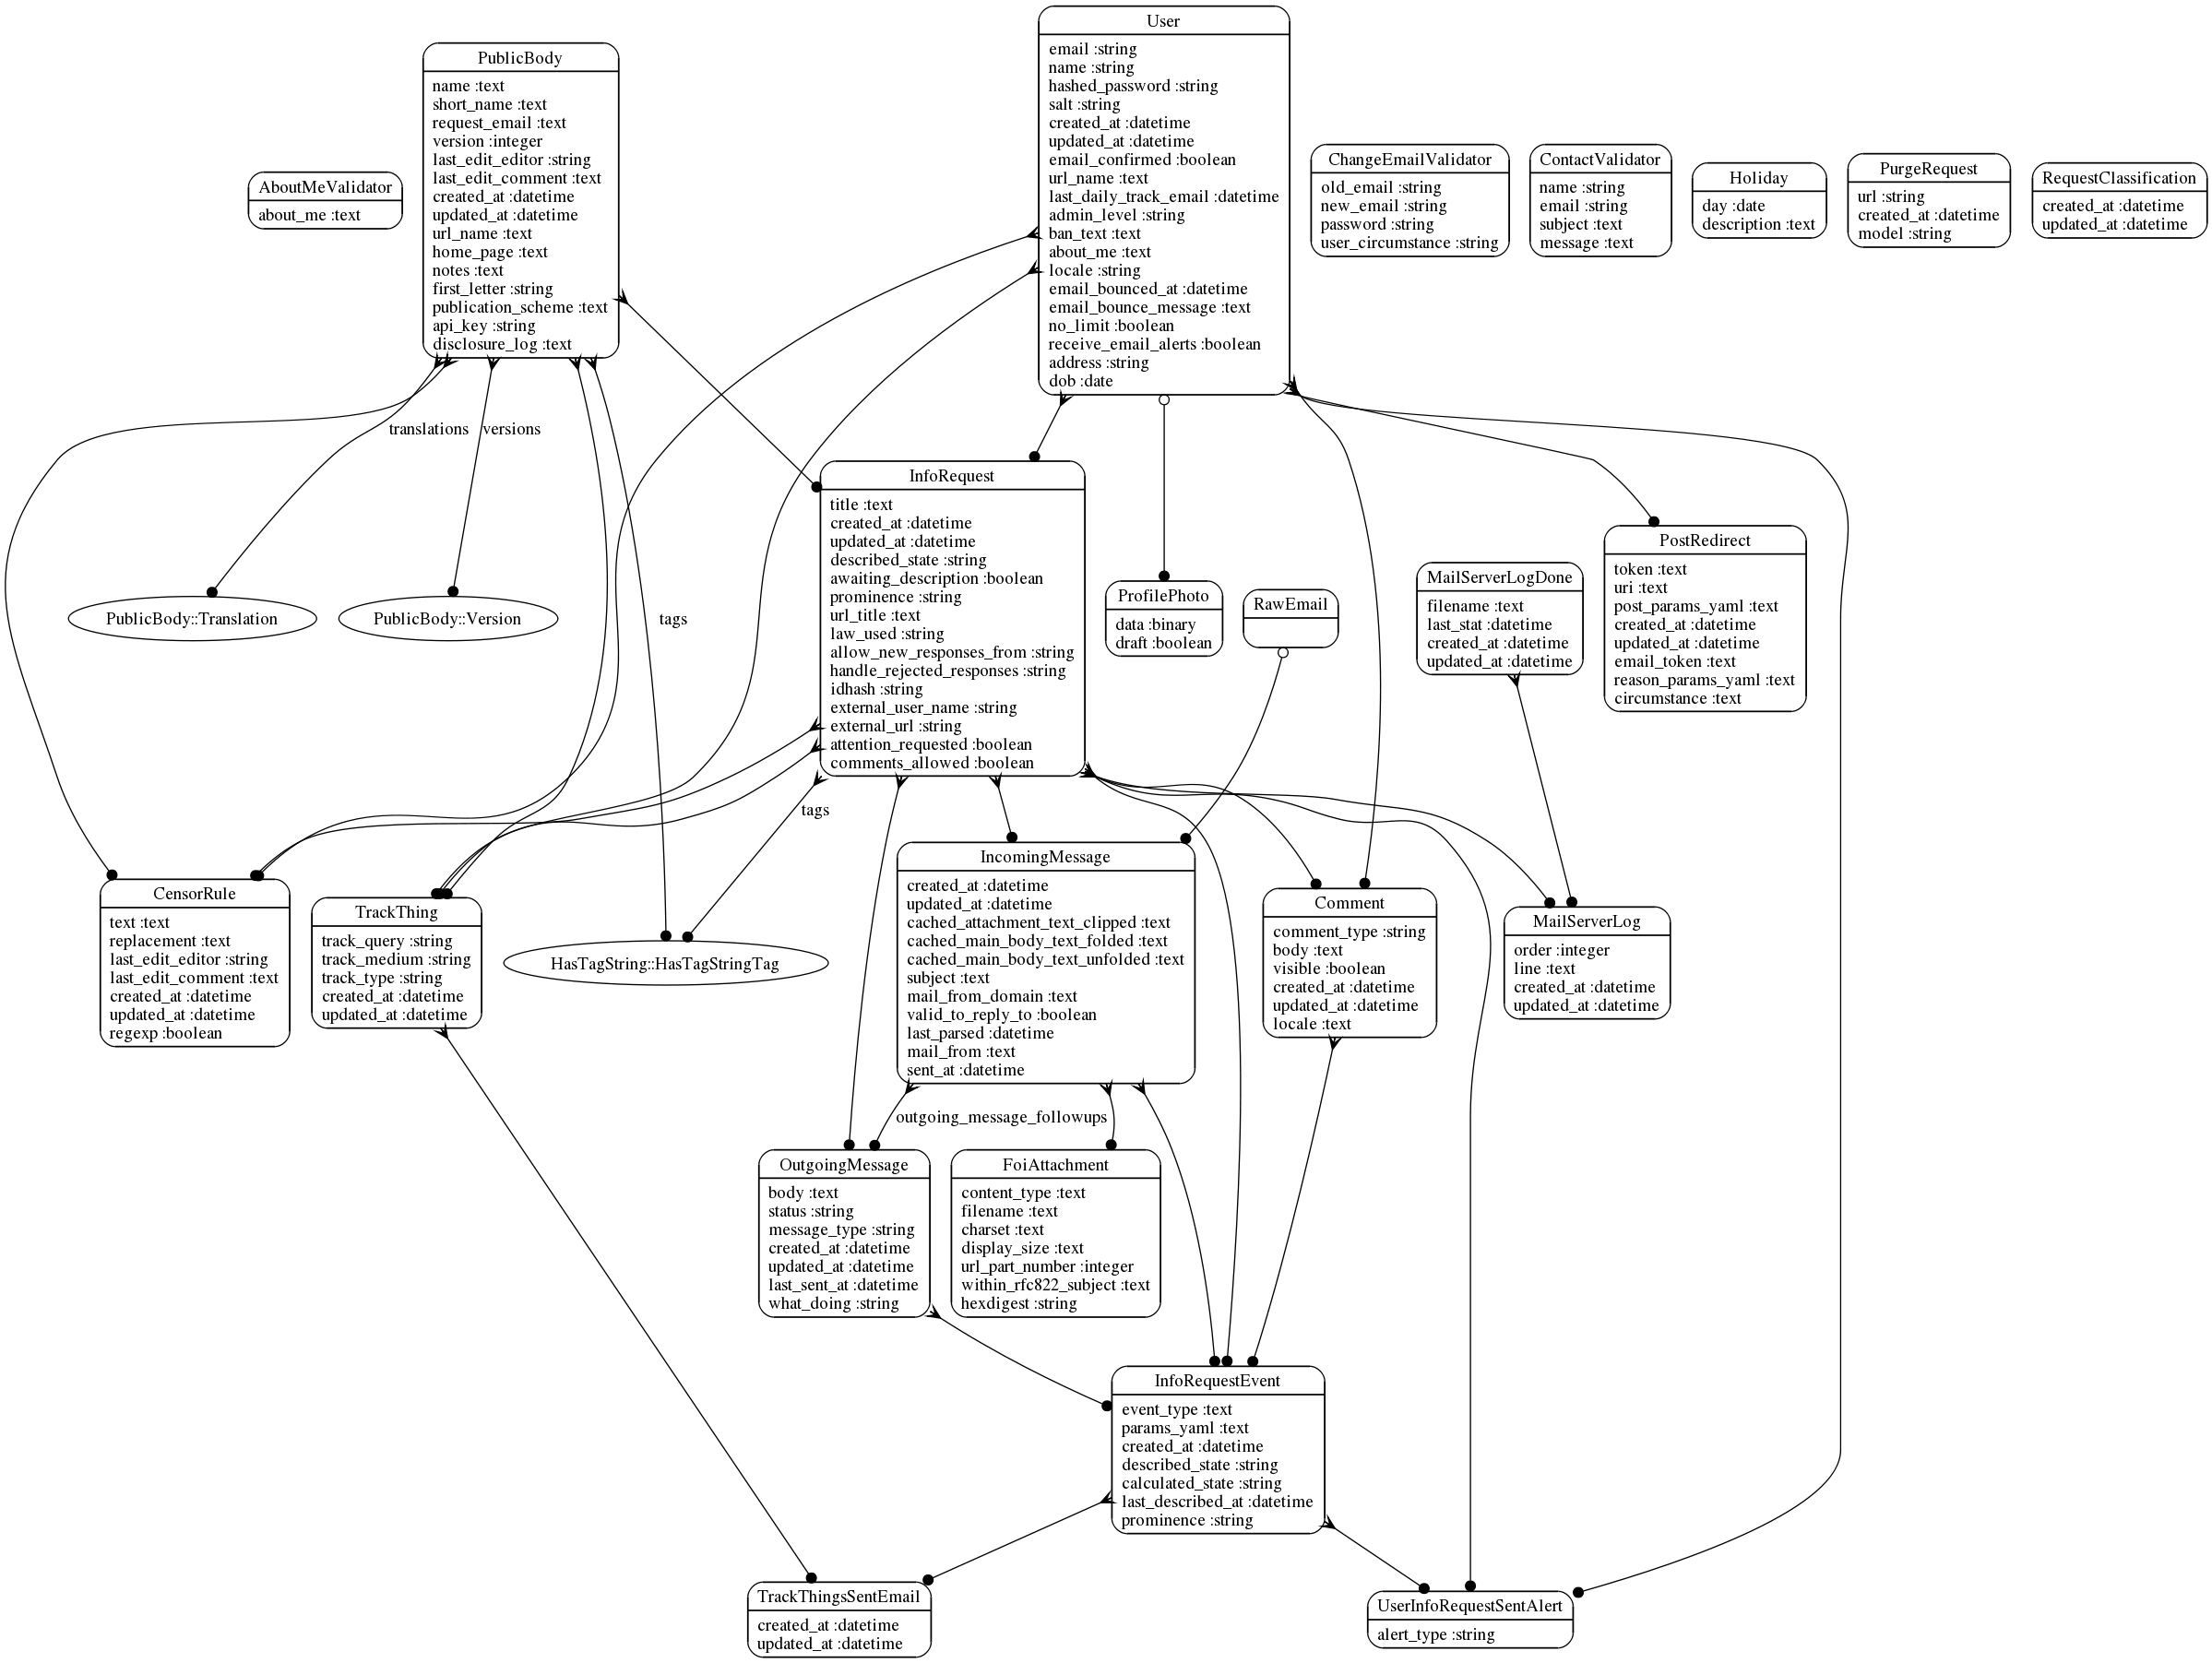 User
email :string
name :string
hashed_password :string
salt :string
created_at :datetime
updated_at :datetime
email_confirmed :boolean
url_name :text
last_daily_track_email :datetime
admin_level :string
ban_text :text
about_me :text
locale :string
email_bounced_at :datetime
email_bounce_message :text
no_limit :boolean
receive_email_alerts :boolean
address :string
dob :date
PublicBody
name :text
short_name :text
request_email :text
version :integer
last_edit_editor :string
last_edit_comment :text
created_at :datetime
updated_at :datetime
url_name :text
home_page :text
notes :text
first_letter :string
publication_scheme :text
api_key :string
disclosure_log :text
AboutMeValidator
about_me :text
ChangeEmailValidator
old_email :string
new_email :string
password :string
user_circumstance :string
ContactValidator
name :string
email :string
subject :text
message :text
Holiday
day :date
description :text
PurgeRequest
url :string
created_at :datetime
model :string
RequestClassification
created_at :datetime
updated_at :datetime
translations
versions
InfoRequest
title :text
created_at :datetime
updated_at :datetime
described_state :string
awaiting_description :boolean
prominence :string
url_title :text
law_used :string
allow_new_responses_from :string
handle_rejected_responses :string
idhash :string
external_user_name :string
external_url :string
attention_requested :boolean
comments_allowed :boolean
PublicBody::Translation
PublicBody::Version
tags
ProfilePhoto
data :binary
draft :boolean
RawEmail
MailServerLogDone
filename :text
last_stat :datetime
created_at :datetime
updated_at :datetime
PostRedirect
token :text
uri :text
post_params_yaml :text
created_at :datetime
updated_at :datetime
email_token :text
reason_params_yaml :text
circumstance :text
tags
CensorRule
text :text
replacement :text
last_edit_editor :string
last_edit_comment :text
created_at :datetime
updated_at :datetime
regexp :boolean
TrackThing
track_query :string
track_medium :string
track_type :string
created_at :datetime
updated_at :datetime
HasTagString::HasTagStringTag
IncomingMessage
created_at :datetime
updated_at :datetime
cached_attachment_text_clipped :text
cached_main_body_text_folded :text
cached_main_body_text_unfolded :text
subject :text
mail_from_domain :text
valid_to_reply_to :boolean
last_parsed :datetime
mail_from :text
sent_at :datetime
Comment
comment_type :string
body :text
visible :boolean
created_at :datetime
updated_at :datetime
locale :text
MailServerLog
order :integer
line :text
created_at :datetime
updated_at :datetime
outgoing_message_followups
OutgoingMessage
body :text
status :string
message_type :string
created_at :datetime
updated_at :datetime
last_sent_at :datetime
what_doing :string
FoiAttachment
content_type :text
filename :text
charset :text
display_size :text
url_part_number :integer
within_rfc822_subject :text
hexdigest :string
InfoRequestEvent
event_type :text
params_yaml :text
created_at :datetime
described_state :string
calculated_state :string
last_described_at :datetime
prominence :string
TrackThingsSentEmail
created_at :datetime
updated_at :datetime
UserInfoRequestSentAlert
alert_type :string